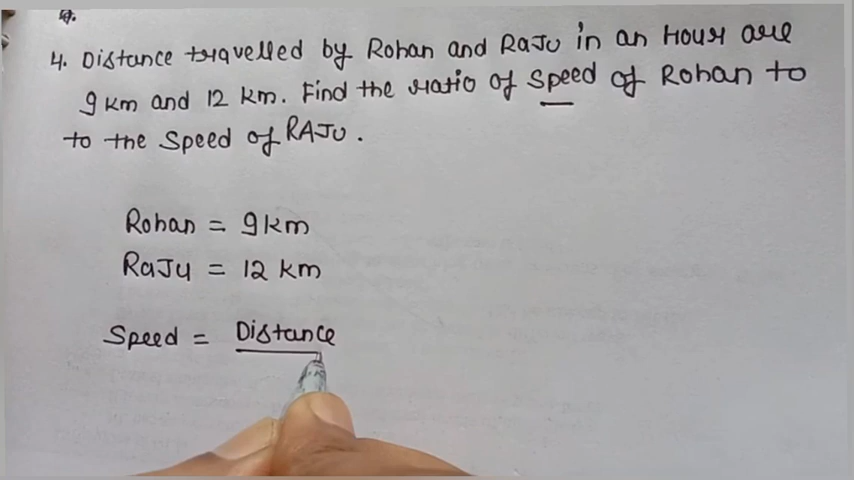 4. Distance travelled by Rohan and RaJu in an Hour are
9 km and 12 km. Find the ratio of Speed of Rohan to
to the Speed of RAJU.
Rohan = 9km
RaJu = 12 km
Speed = Distance